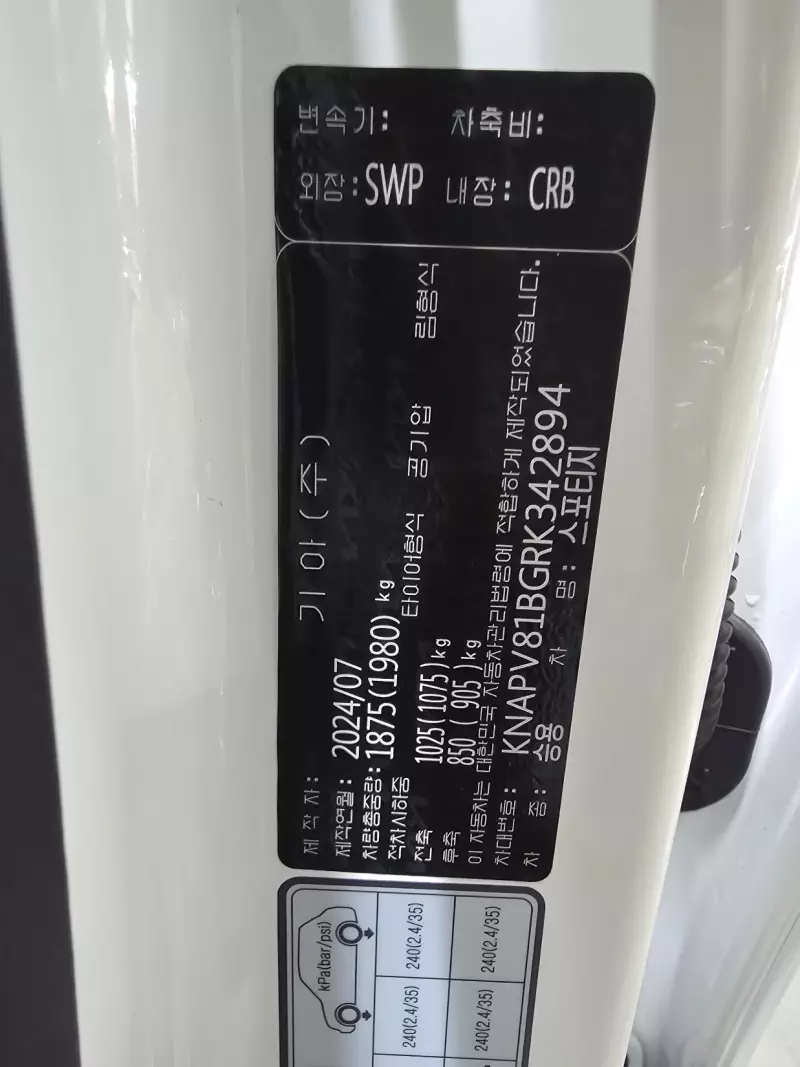 변속기: 차축비:
외장:SWP 내장: CRB
제 작 자: 기 아 ( 주 )
제작연월: 2024/07
차량총중량: 1875(1980) kg
적차시하중 타이어형식 공기압 림형식
전축 1025(1075)kg
후축 850 ( 905) kg
이 자동차는 대한민국 자동차관리법령에 적합하게 제작되었습니다.
차대번호: KNAPV81BGRK342894
차 종: 승용 차 명: 스포티지
kPa(bar/psi)
240(2.4/35) 240(2.4/35)
240(2.4/35) 240(2.4/35)